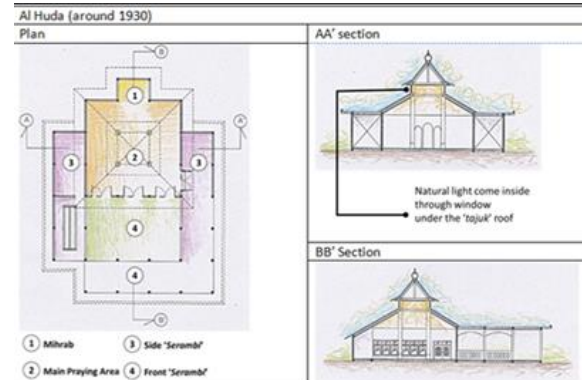 Al Huda (around 1930)
Plan
AA’ section
B
A
A
1
3
2
3
4
4
B
Natural light come inside
through window
under the ‘tajuk’ roof
BB’ Section
1 Mihrab
3 Side ‘Serambi’
2 Main Praying Area
4 Front ‘Serambi’